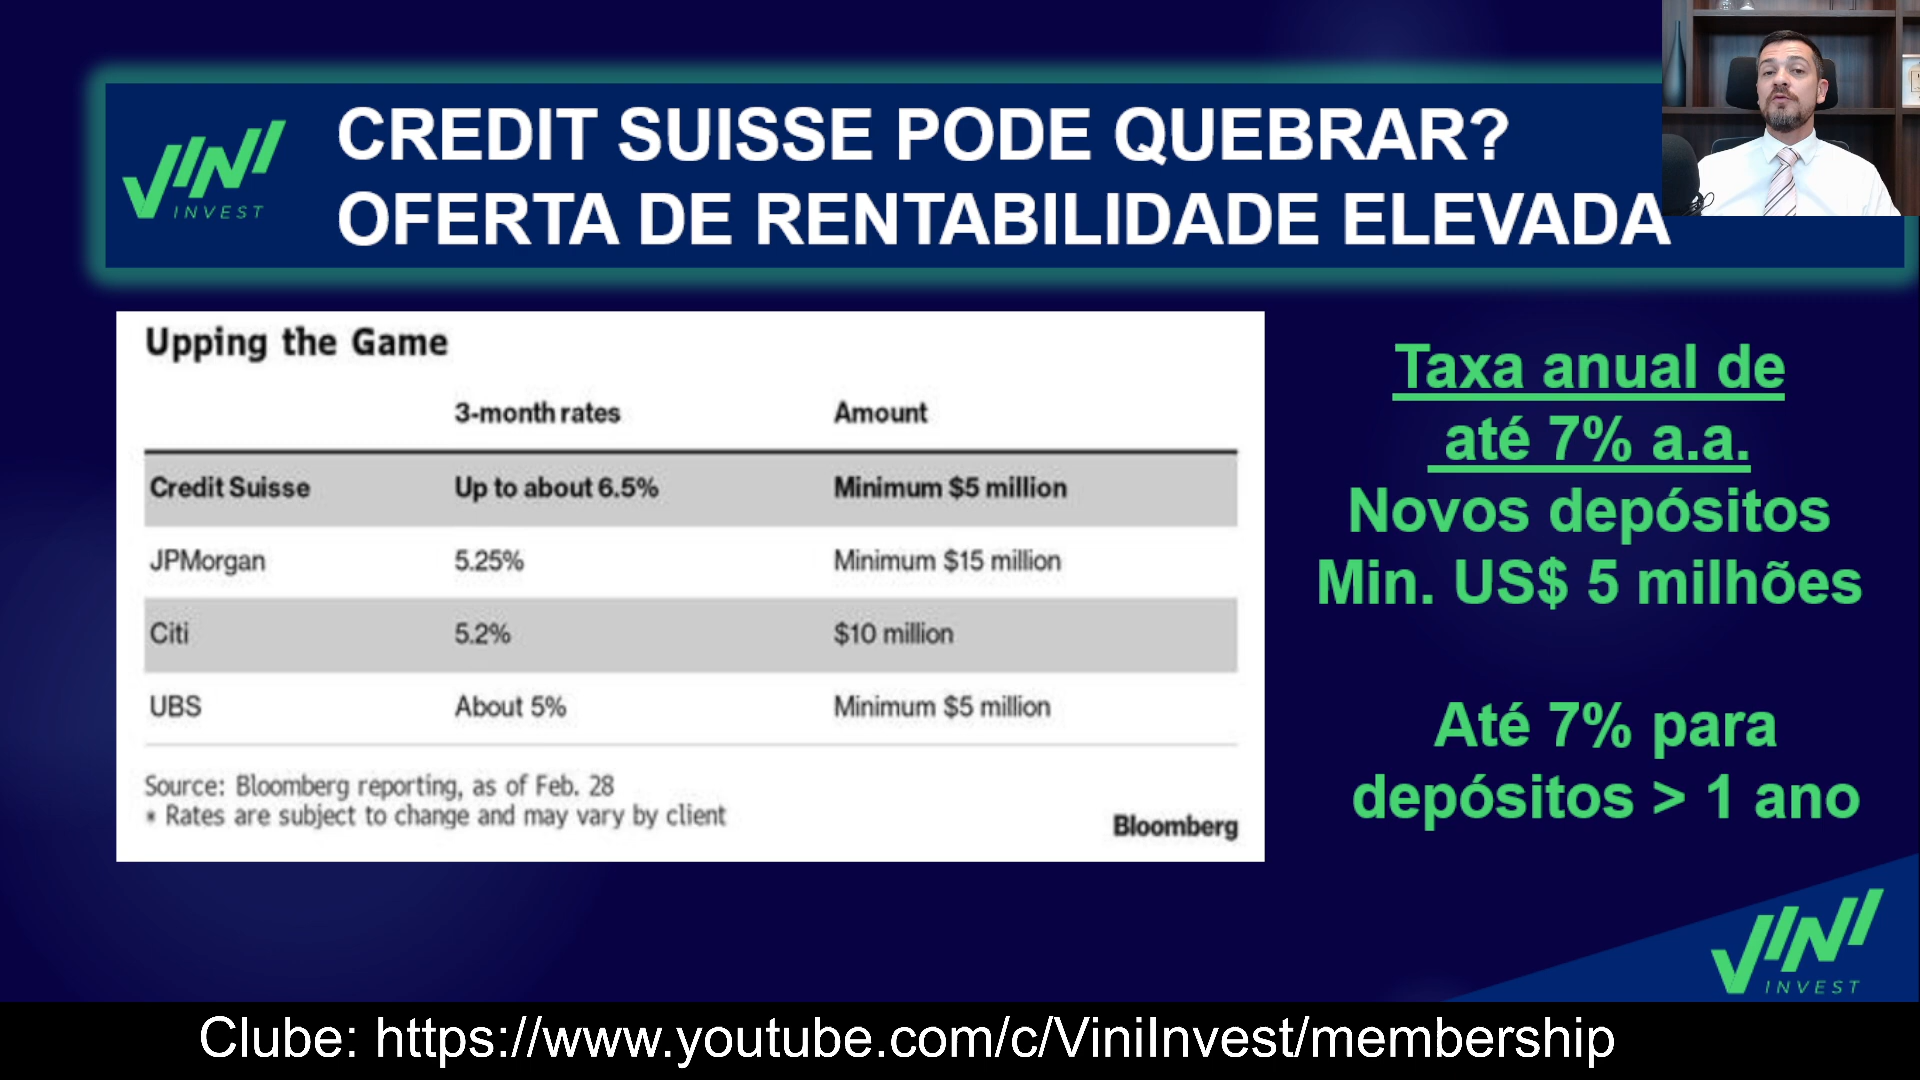 VINI
INVEST
CREDIT SUISSE PODE QUEBRAR?
OFERTA DE RENTABILIDADE ELEVADA
Upping the Game
3-month rates Amount
Credit Suisse Up to about 6.5% Minimum $5 million
JPMorgan 5.25% Minimum $15 million
Citi 5.2% $10 million
UBS About 5% Minimum $5 million
Source: Bloomberg reporting, as of Feb. 28
* Rates are subject to change and may vary by client
Bloomberg
Taxa anual de
até 7% a.a.
Novos depósitos
Min. US$ 5 milhões
Até 7% para
depósitos > 1 ano
VINI
INVEST
Clube: https://www.youtube.com/c/ViniInvest/membership